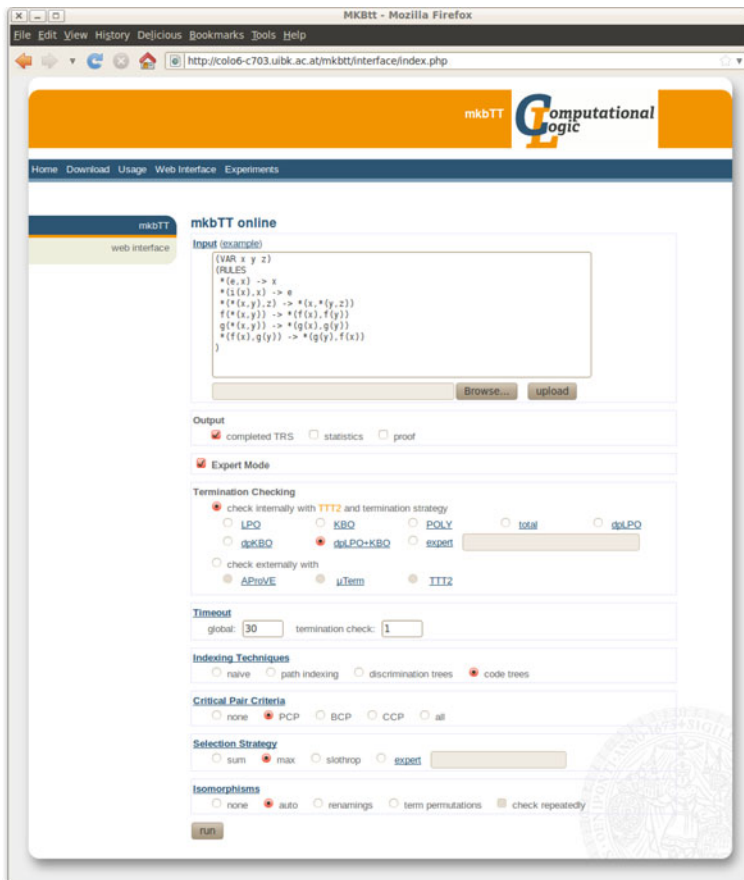 MKBtt - Mozilla Firefox
File Edit View History Delicious Bookmarks Tools Help
http://colo6-c703.uibk.ac.at/mkbtt/interface/index.php
mkbTT
Computational
Logic
Home Download Usage Web Interface Experiments
mkbTT
web interface
mkbTT online
Input (example)
(VAR x y z)
(RULES
*(e,x) -> x
*(i(x),x) -> e
*(*(x,y),z) -> *(x,*(y,z))
f(*(x,y)) -> *(f(x),f(y))
g(*(x,y)) -> *(g(x),g(y))
*(f(x),g(y)) -> *(g(y),f(x))
)
Browse... upload
Output
completed TRS statistics proof
Expert Mode
Termination Checking
check internally with TTT2 and termination strategy
LPO KBO POLY total dpLPO
dpKBO dpLPO+KBO expert
check externally with
AProVE µTerm TTT2
Timeout
global: 30 termination check: 1
Indexing Techniques
naive path indexing discrimination trees code trees
Critical Pair Criteria
none PCP BCP CCP all
Selection Strategy
sum max slothrop expert
Isomorphisms
none auto renamings term permutations check repeatedly
run